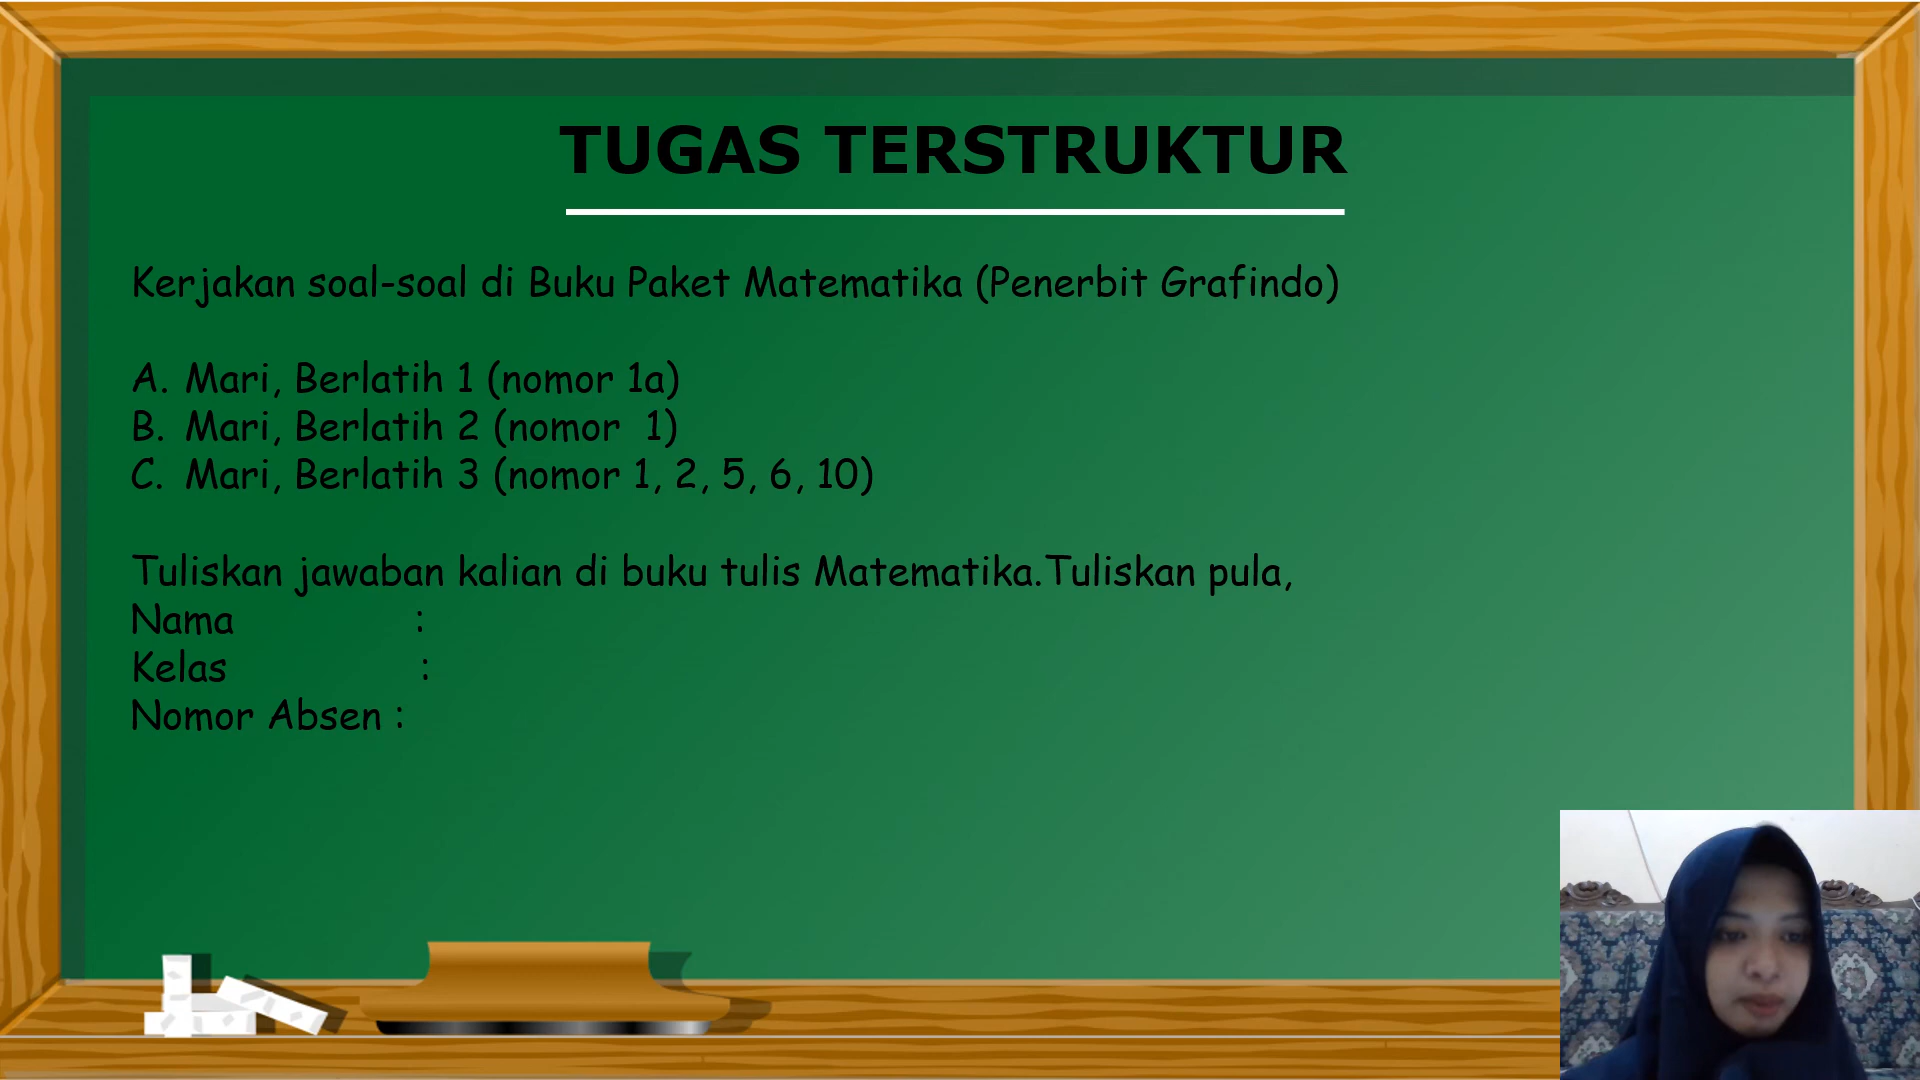 TUGAS TERSTRUKTUR
Kerjakan soal-soal di Buku Paket Matematika (Penerbit Grafindo)
A. Mari, Berlatih 1 (nomor 1a)
B. Mari, Berlatih 2 (nomor 1)
C. Mari, Berlatih 3 (nomor 1, 2, 5, 6, 10)
Tuliskan jawaban kalian di buku tulis Matematika.Tuliskan pula,
Nama :
Kelas :
Nomor Absen :